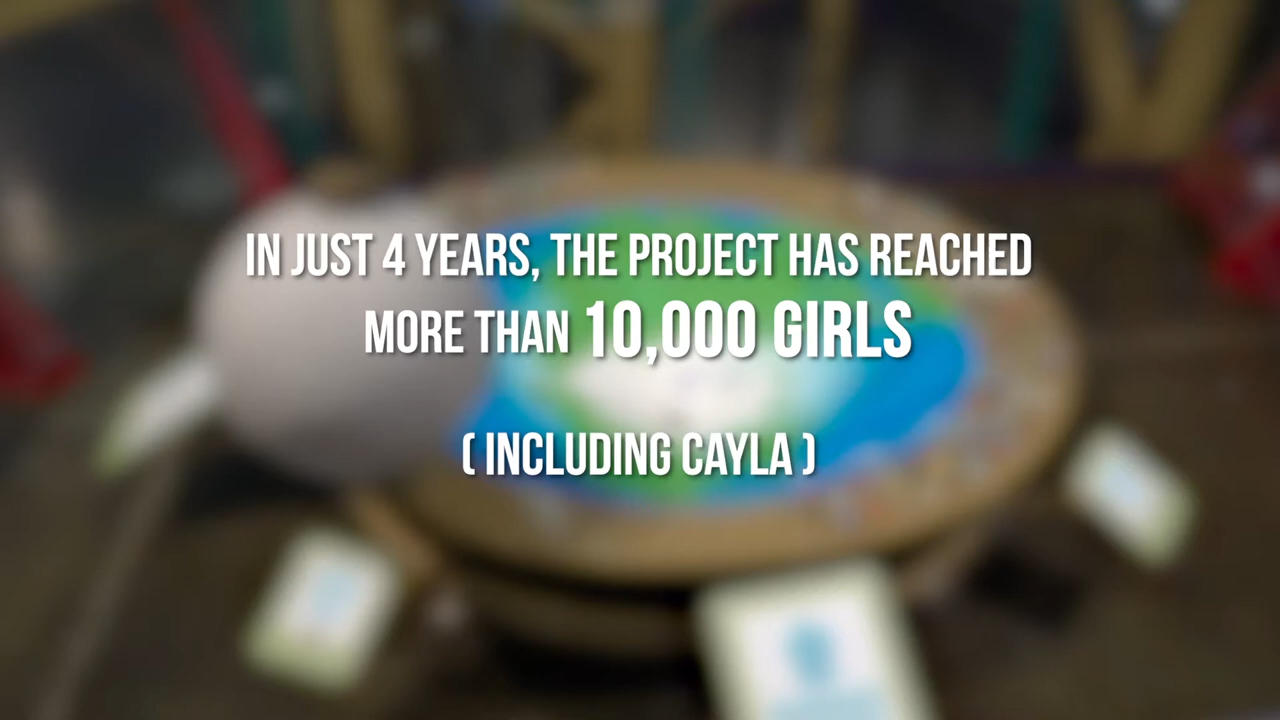 IN JUST 4 YEARS, THE PROJECT HAS REACHED
MORE THAN 10,000 GIRLS
( INCLUDING CAYLA )